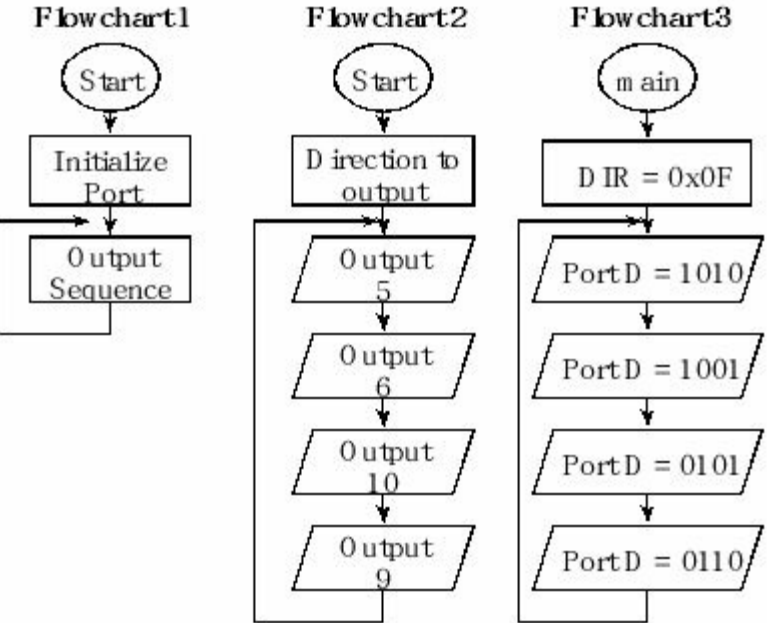 Flowchart1
Start
Initialize
Port
Output
Sequence
Flowchart2
Start
Direction to
output
Output
5
Output
6
Output
10
Output
9
Flowchart3
main
DIR = 0x0F
PortD = 1010
PortD = 1001
PortD = 0101
PortD = 0110